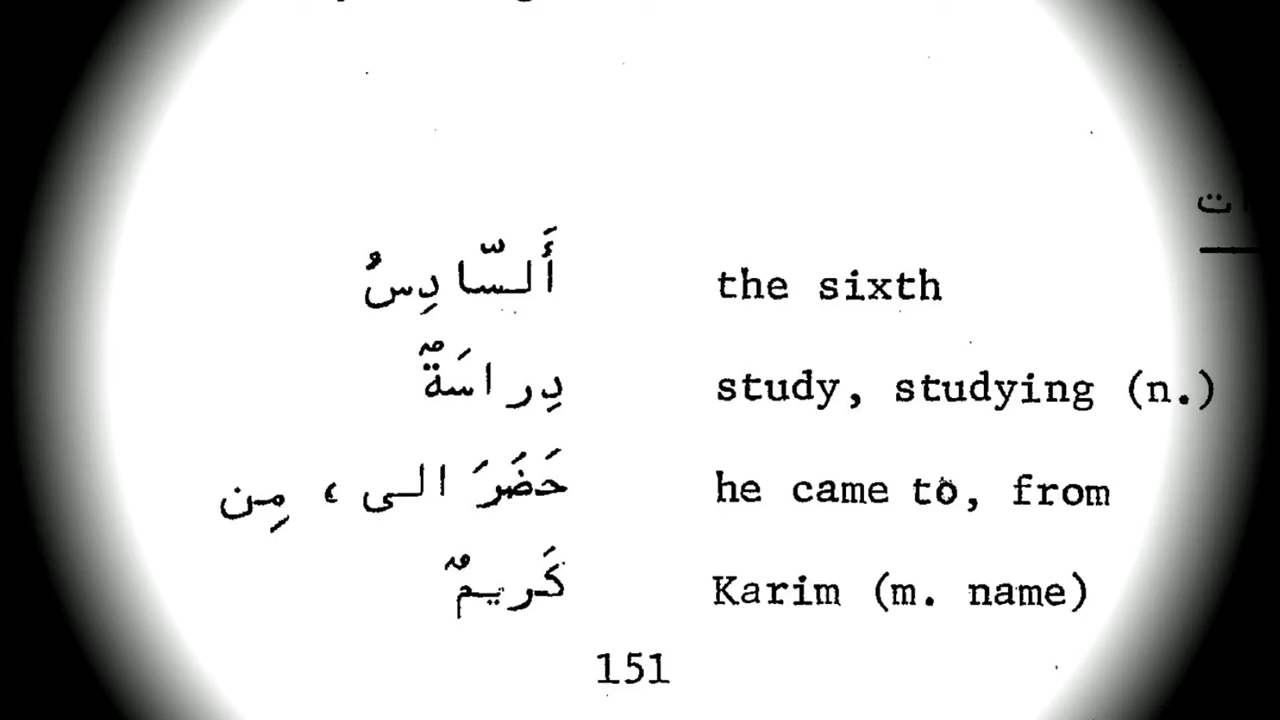 أَلسّادِسُ the sixth
دِراسَةٌ study, studying (n.)
حَضَرَ الى ، مِن he came to, from
كَريمٌ Karim (m. name)
151